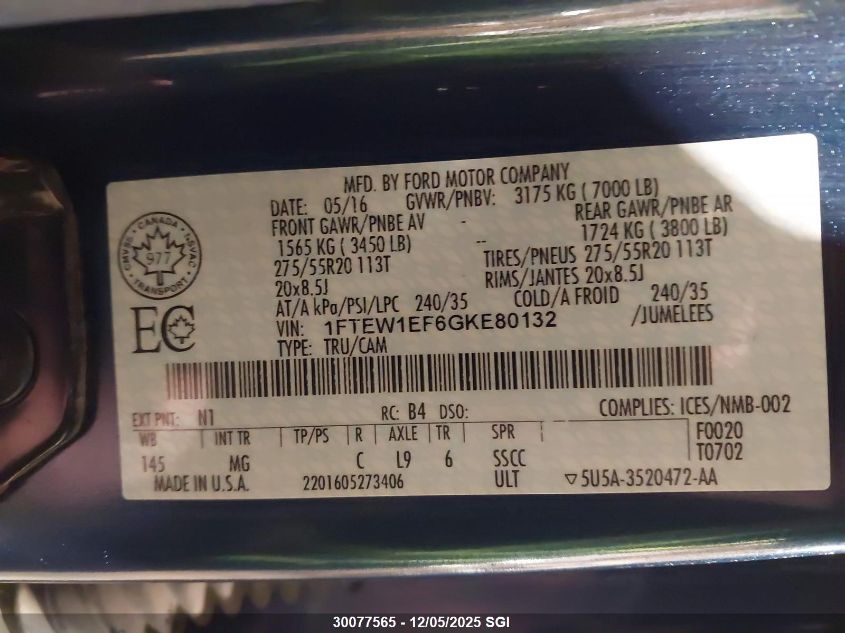 MFD. BY FORD MOTOR COMPANY
DATE: 05/16 GVWR/PNBV: 3175 KG ( 7000 LB)
FRONT GAWR/PNBE AV - REAR GAWR/PNBE AR
1565 KG ( 3450 LB) -- 1724 KG ( 3800 LB)
275/55R20 113T TIRES/PNEUS 275/55R20 113T
20x8.5J RIMS/JANTES 20x8.5J
AT/A kPa/PSI/LPC 240/35 COLD/A FROID 240/35
VIN: 1FTEW1EF6GKE80132 /JUMELEES
TYPE: TRU/CAM
CANADA
CMVSS NSVAC
977
TRANSPORT
EC
EXT PNT: N1 RC: B4 DSO: COMPLIES: ICES/NMB-002
WB INT TR TP/PS R AXLE TR SPR F0020
145 MG C L9 6 SSCC T0702
MADE IN U.S.A. 2201605273406 ULT ▽5U5A-3520472-AA
30077565 - 12/05/2025 SGI